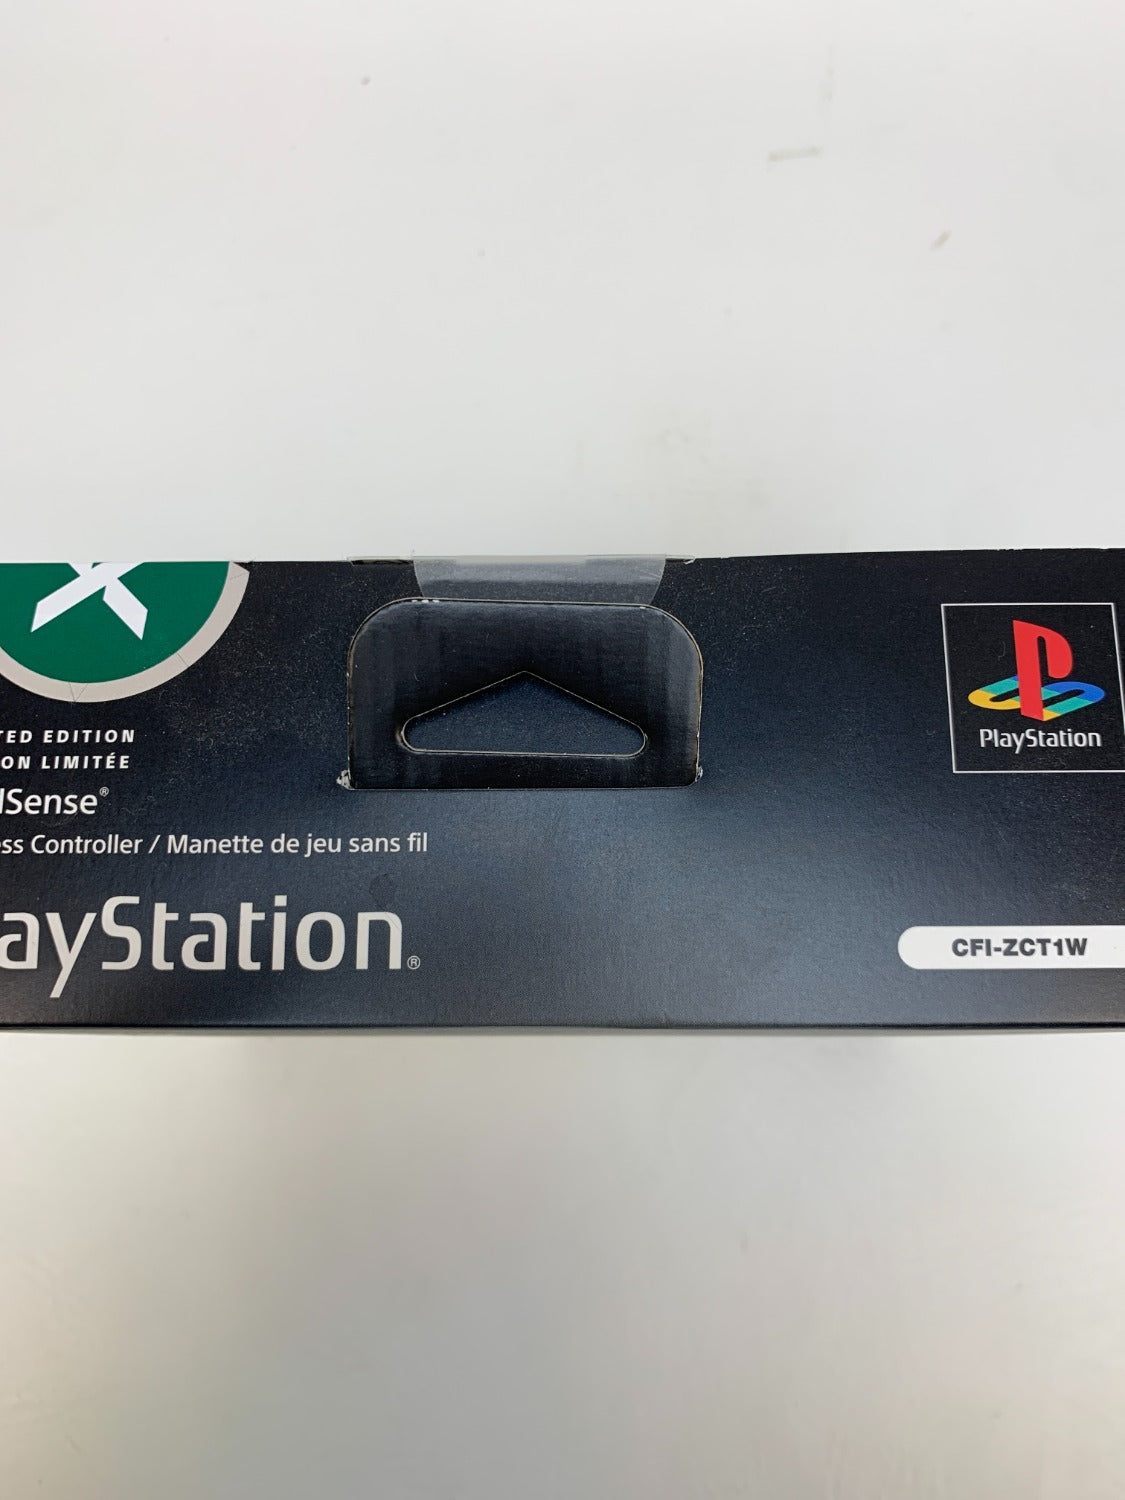 TED EDITION
ON LIMITÉE
lSense®
ss Controller / Manette de jeu sans fil
ayStation®
PlayStation
CFI-ZCT1W